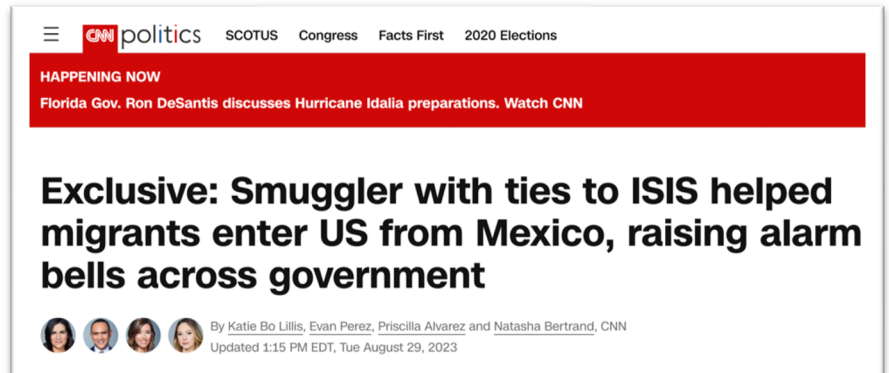 CNN politics SCOTUS Congress Facts First 2020 Elections
HAPPENING NOW
Florida Gov. Ron DeSantis discusses Hurricane Idalia preparations. Watch CNN
Exclusive: Smuggler with ties to ISIS helped
migrants enter US from Mexico, raising alarm
bells across government
By Katie Bo Lillis, Evan Perez, Priscilla Alvarez and Natasha Bertrand, CNN
Updated 1:15 PM EDT, Tue August 29, 2023